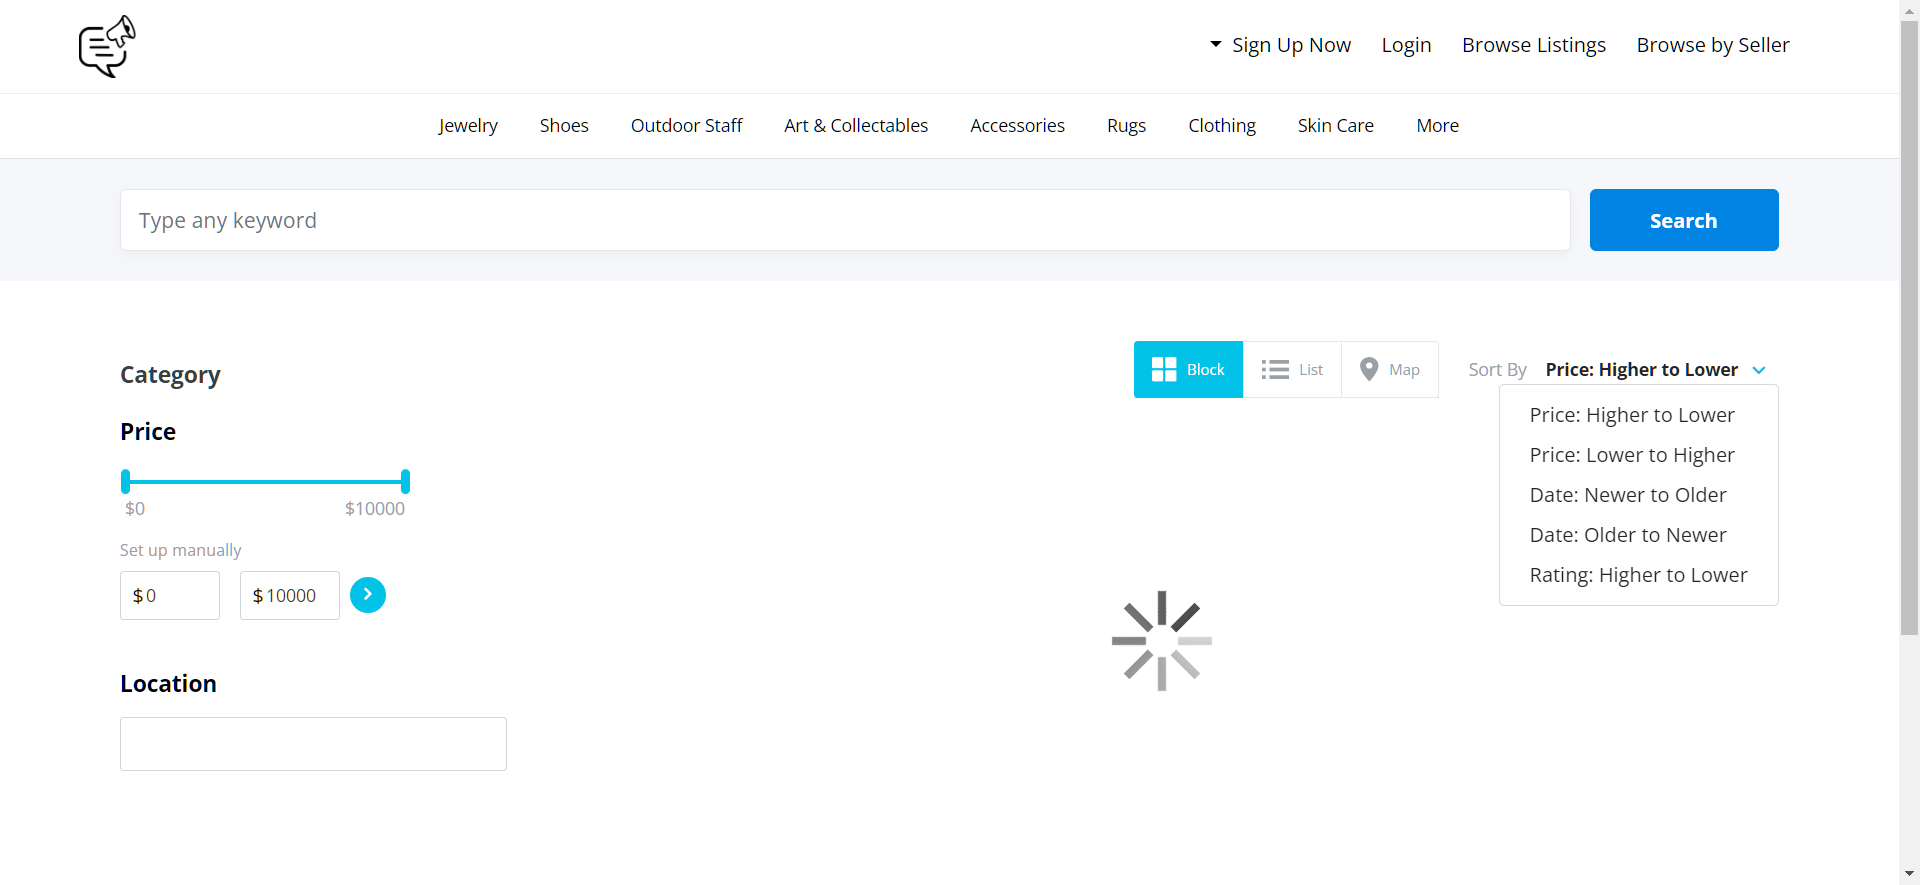 Sign Up Now Login Browse Listings Browse by Seller
Jewelry Shoes Outdoor Staff Art & Collectables Accessories Rugs Clothing Skin Care More
Type any keyword Search
Category
Block List Map Sort By Price: Higher to Lower
Price: Higher to Lower
Price: Lower to Higher
Date: Newer to Older
Date: Older to Newer
Rating: Higher to Lower
Price
$0 $10000
Set up manually
$ 0 $ 10000
Location